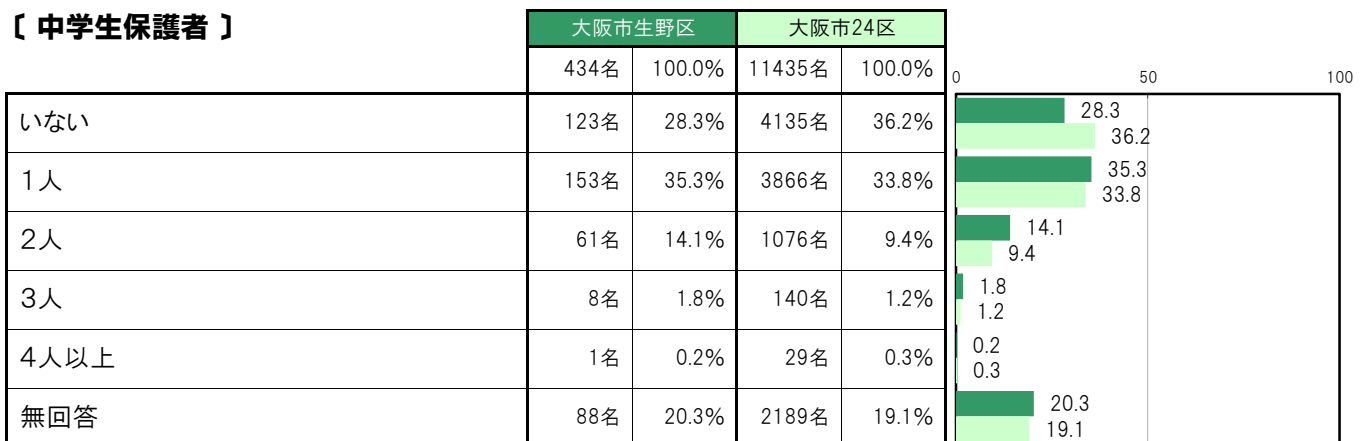 〔 中学生保護者 〕
大阪市生野区 大阪市24区
434名 100.0% 11435名 100.0%
0 50 100
いない 123名 28.3% 4135名 36.2% 28.3
36.2
1人 153名 35.3% 3866名 33.8% 35.3
33.8
2人 61名 14.1% 1076名 9.4% 14.1
9.4
3人 8名 1.8% 140名 1.2% 1.8
1.2
4人以上 1名 0.2% 29名 0.3% 0.2
0.3
無回答 88名 20.3% 2189名 19.1% 20.3
19.1